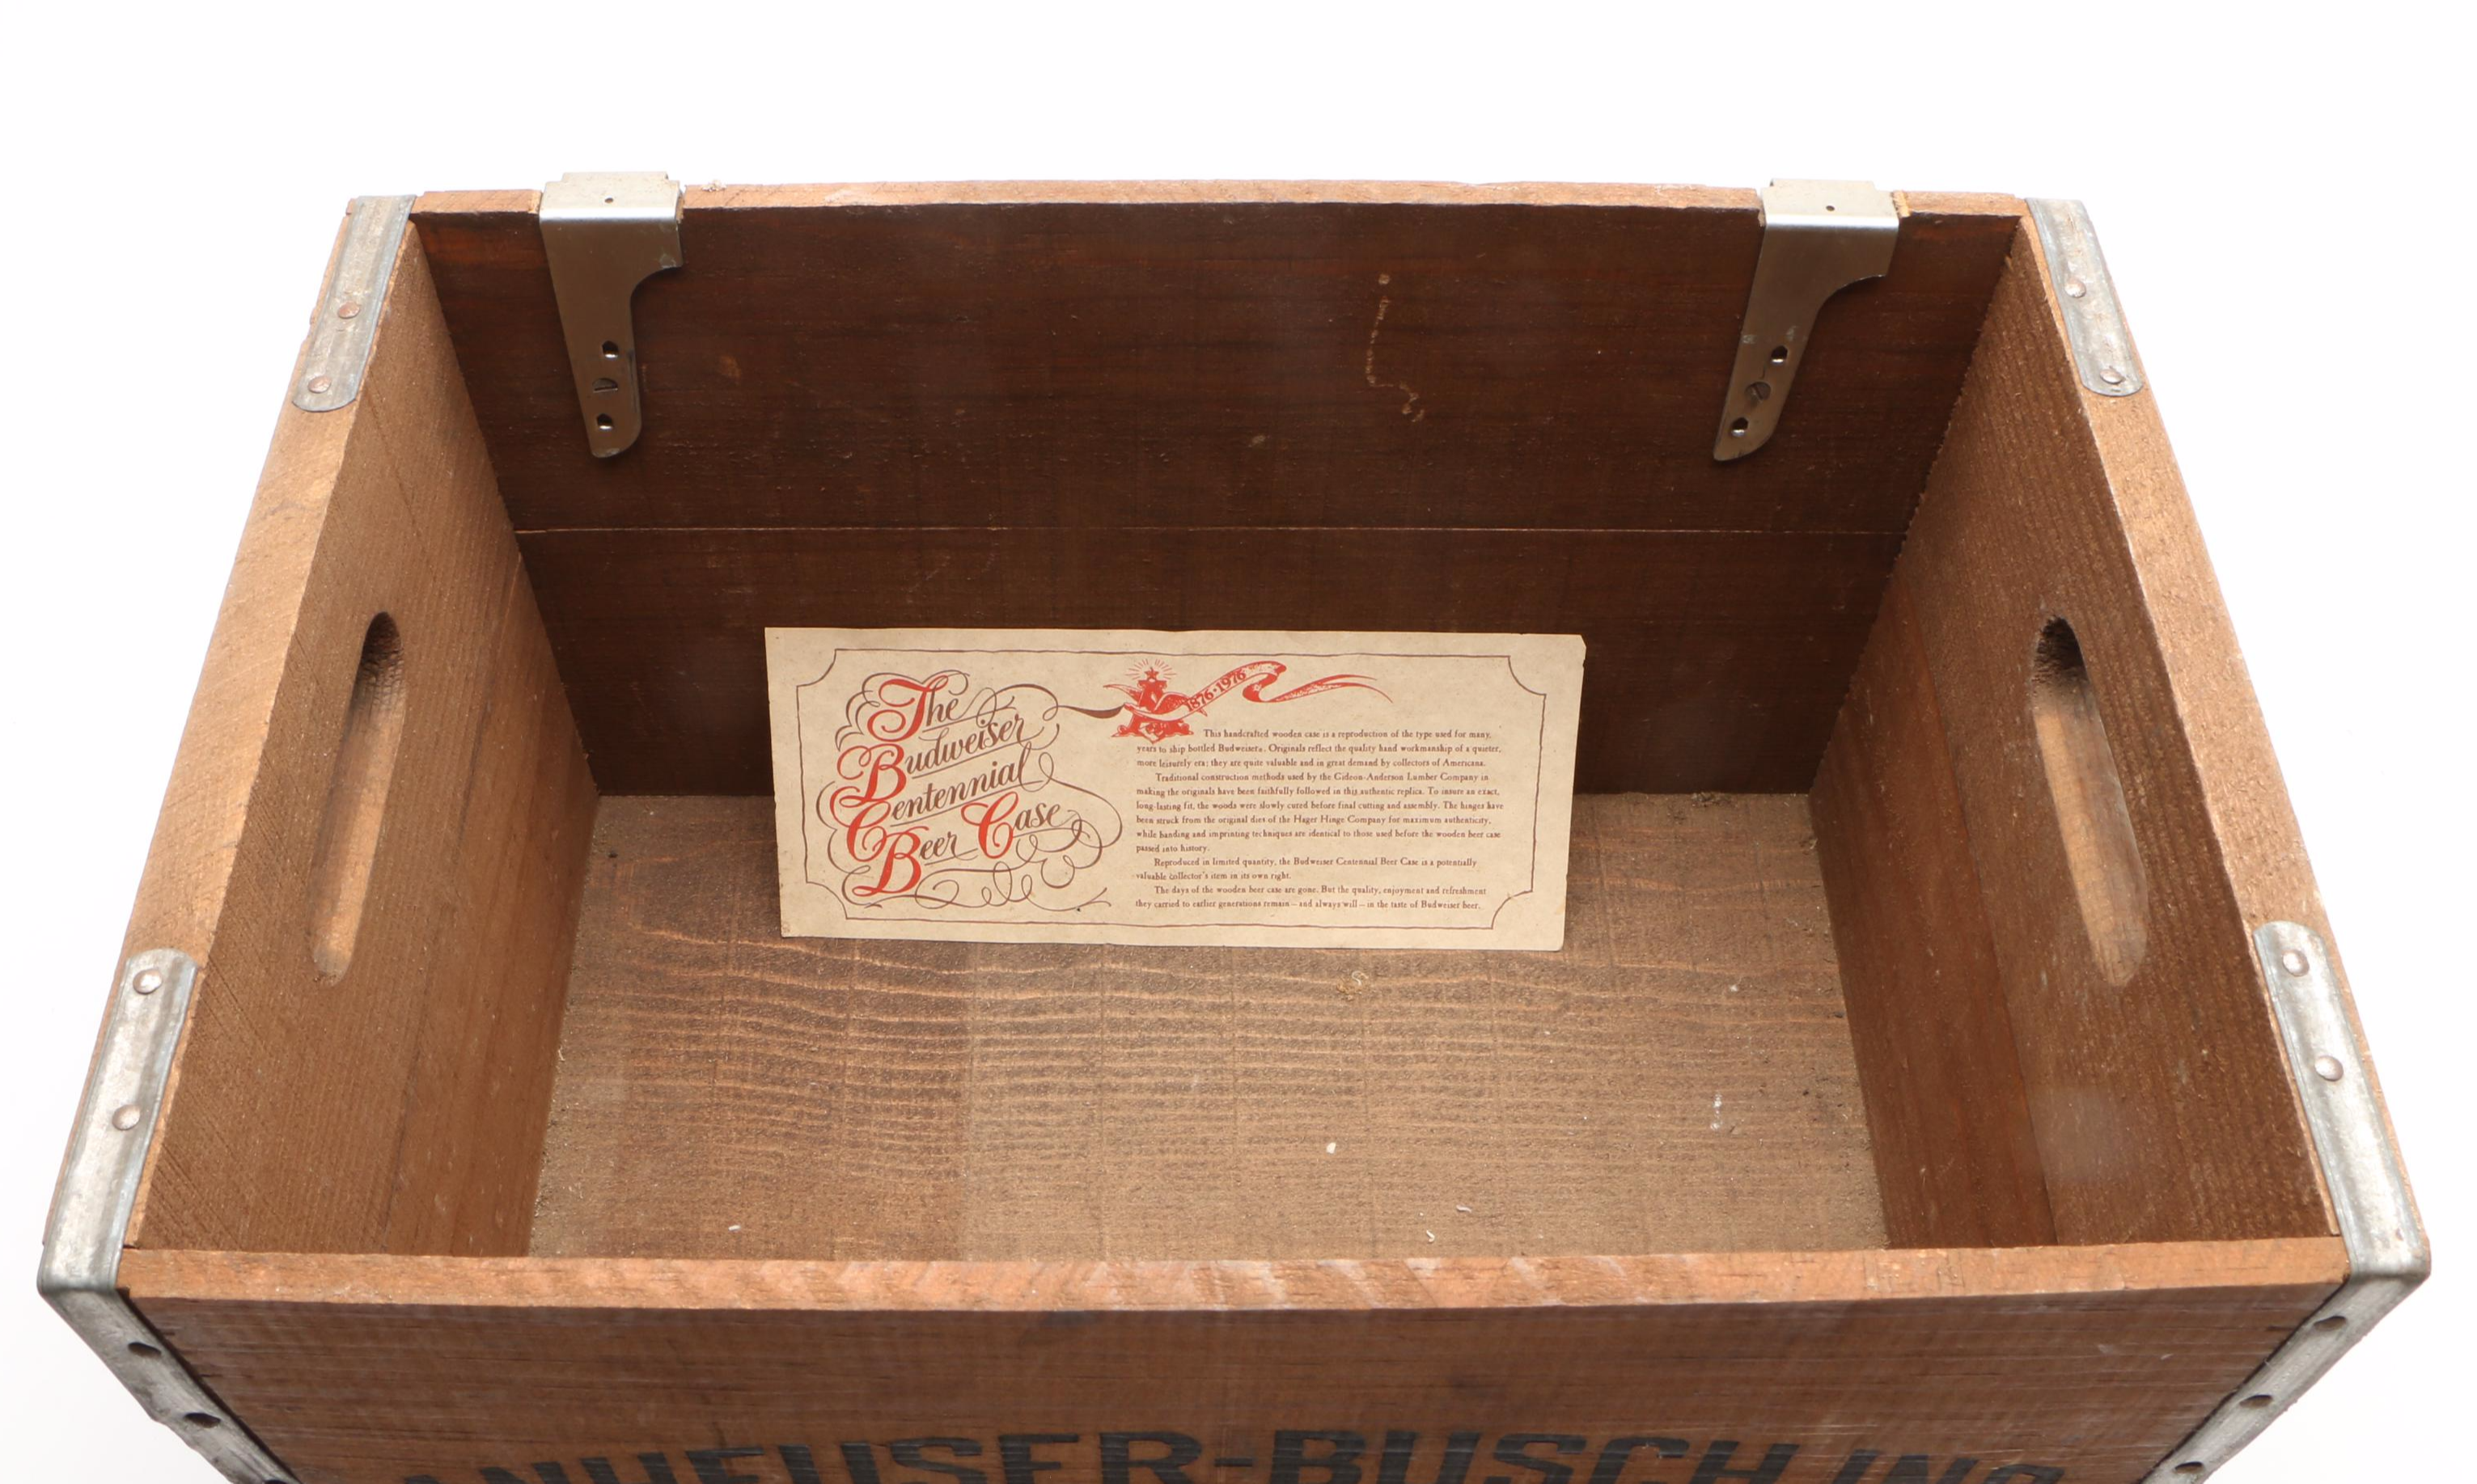 The
Budweiser
Centennial
Beer Case
1876·1976
This handcrafted wooden case is a reproduction of the type used for many,
years to ship bottled Budweiser®. Originals reflect the quality hand workmanship of a quieter,
more leisurely era; they are quite valuable and in great demand by collectors of Americana.
Traditional construction methods used by the Gideon-Anderson Lumber Company in
making the originals have been faithfully followed in this authentic replica. To insure an exact,
long-lasting fit, the woods were slowly cured before final cutting and assembly. The hinges have
been struck from the original dies of the Hager Hinge Company for maximum authenticity,
while banding and imprinting techniques are identical to those used before the wooden beer case
passed into history.
Reproduced in limited quantity, the Budweiser Centennial Beer Case is a potentially
valuable collector's item in its own right.
The days of the wooden beer case are gone. But the quality, enjoyment and refreshment
they carried to earlier generations remain—and always will—in the taste of Budweiser beer.
ANHEUSER-BUSCH INC